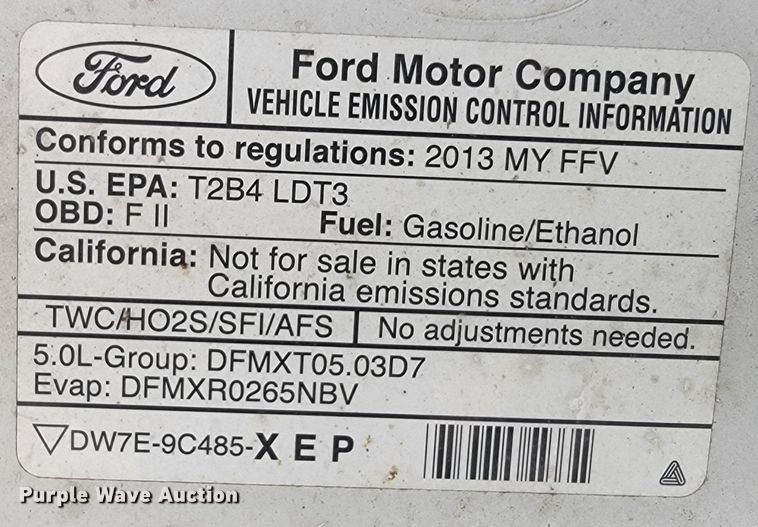 Ford
Ford Motor Company
VEHICLE EMISSION CONTROL INFORMATION
Conforms to regulations: 2013 MY FFV
U.S. EPA: T2B4 LDT3
OBD: F II Fuel: Gasoline/Ethanol
California: Not for sale in states with
California emissions standards.
TWC/HO2S/SFI/AFS No adjustments needed.
5.0L-Group: DFMXT05.03D7
Evap: DFMXR0265NBV
DW7E-9C485-X E P
Purple Wave Auction